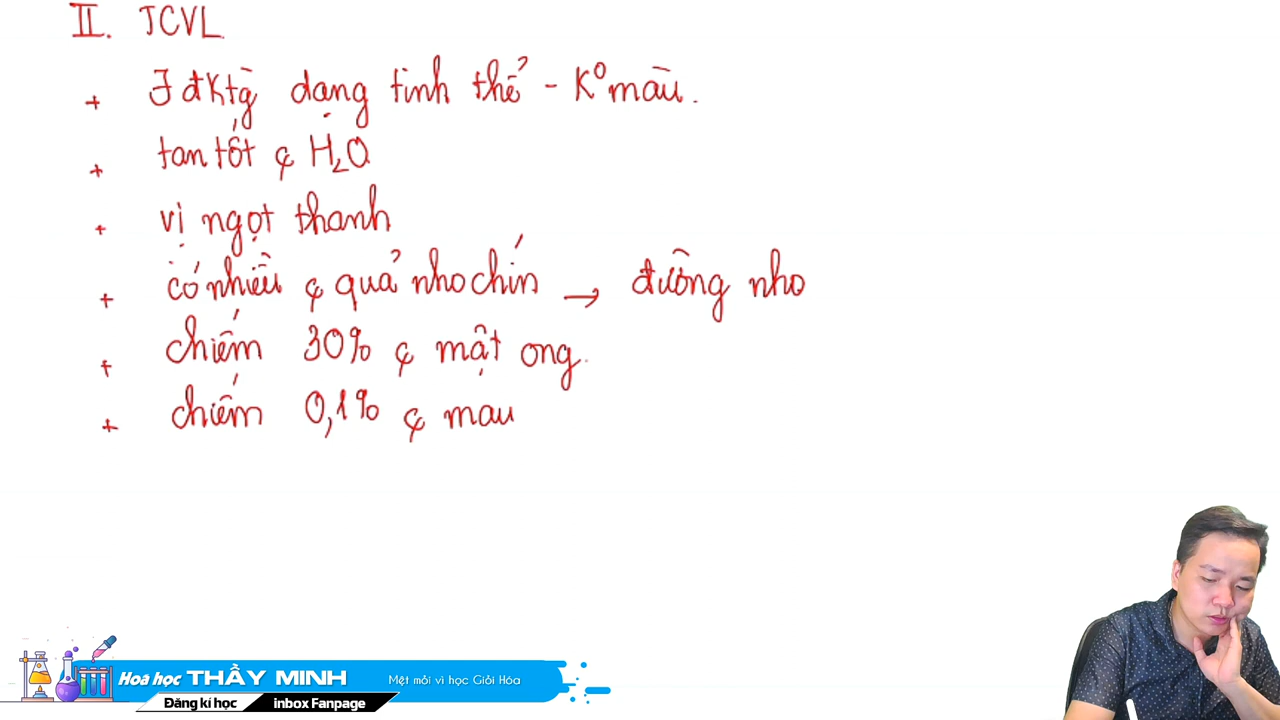 II. TCVL
+ Ở đktg dạng tinh thể - K⁰ màu.
+ tan tốt ¢ H₂O
+ vị ngọt thanh
+ có nhiều ¢ quả nho chín → đường nho
+ chiếm 30% ¢ mật ong.
+ chiếm 0,1% ¢ mau
Hoá học THẦY MINH
Mệt mỏi vì học Giỏi Hóa
Đăng kí học inbox Fanpage